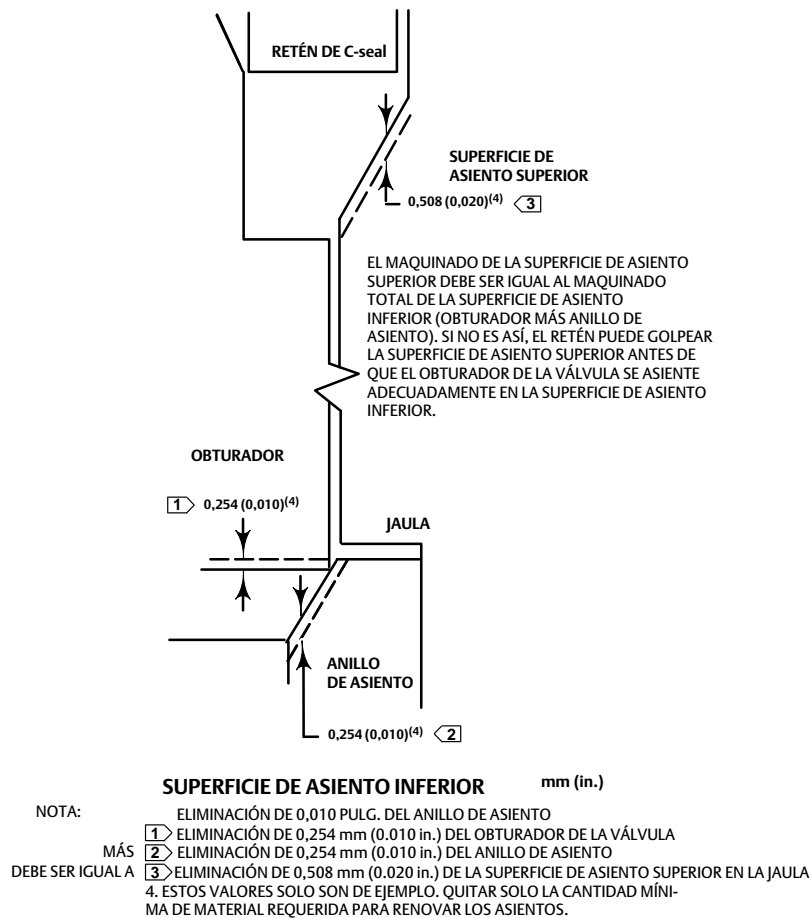 RETÉN DE C-seal
SUPERFICIE DE
ASIENTO SUPERIOR
0,508 (0,020)(4) 3
EL MAQUINADO DE LA SUPERFICIE DE ASIENTO
SUPERIOR DEBE SER IGUAL AL MAQUINADO
TOTAL DE LA SUPERFICIE DE ASIENTO
INFERIOR (OBTURADOR MÁS ANILLO DE
ASIENTO). SI NO ES ASÍ, EL RETÉN PUEDE GOLPEAR
LA SUPERFICIE DE ASIENTO SUPERIOR ANTES DE
QUE EL OBTURADOR DE LA VÁLVULA SE ASIENTE
ADECUADAMENTE EN LA SUPERFICIE DE ASIENTO
INFERIOR.
OBTURADOR
1 0,254 (0,010)(4)
JAULA
ANILLO
DE ASIENTO
0,254 (0,010)(4) 2
SUPERFICIE DE ASIENTO INFERIOR mm (in.)
NOTA: ELIMINACIÓN DE 0,010 PULG. DEL ANILLO DE ASIENTO
1 ELIMINACIÓN DE 0,254 mm (0.010 in.) DEL OBTURADOR DE LA VÁLVULA
MÁS 2 ELIMINACIÓN DE 0,254 mm (0.010 in.) DEL ANILLO DE ASIENTO
DEBE SER IGUAL A 3 ELIMINACIÓN DE 0,508 mm (0.020 in.) DE LA SUPERFICIE DE ASIENTO SUPERIOR EN LA JAULA
4. ESTOS VALORES SOLO SON DE EJEMPLO. QUITAR SOLO LA CANTIDAD MÍNI-
MA DE MATERIAL REQUERIDA PARA RENOVAR LOS ASIENTOS.